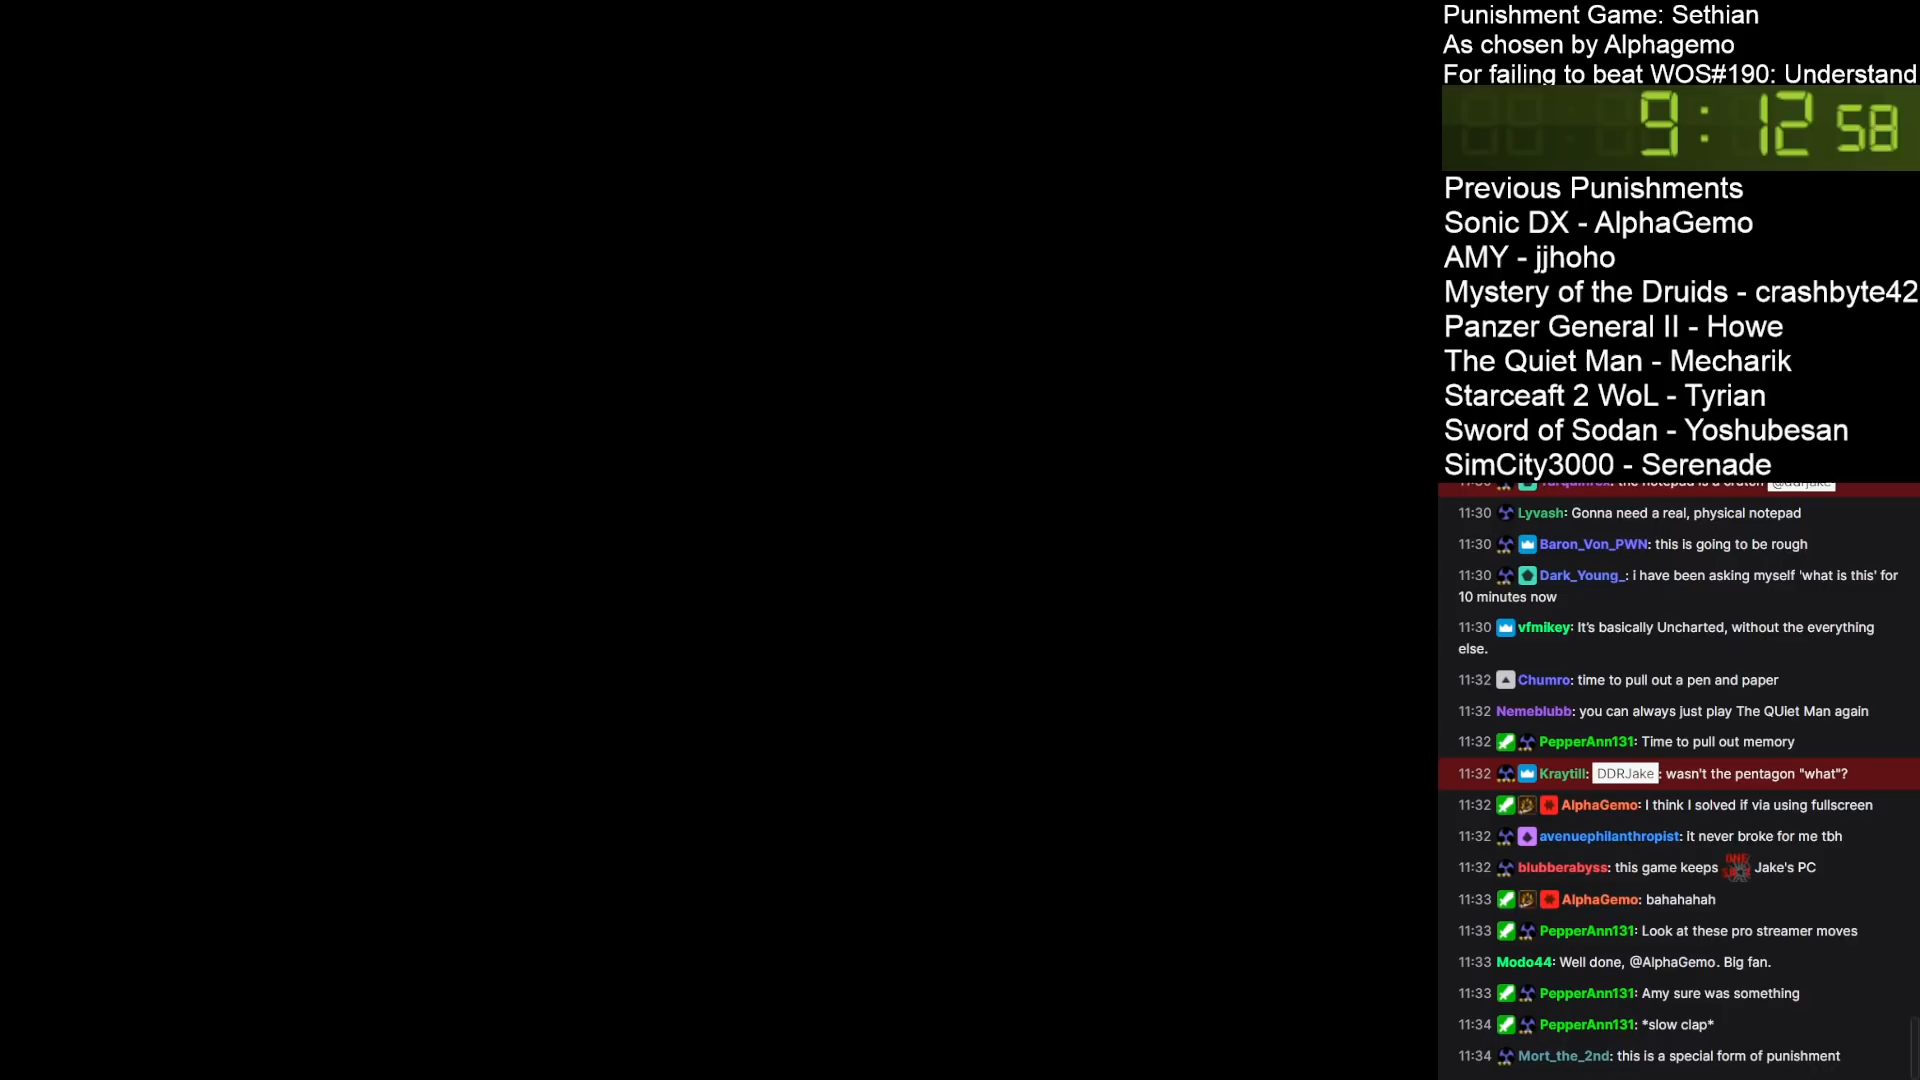 Punishment Game: Sethian
As chosen by Alphagemo
For failing to beat WOS#190: Understand
9: 12 58
Previous Punishments
Sonic DX - AlphaGemo
AMY - jjhoho
Mystery of the Druids - crashbyte42
Panzer General II - Howe
The Quiet Man - Mecharik
Starceaft 2 WoL - Tyrian
Sword of Sodan - Yoshubesan
SimCity3000 - Serenade
11:30 Lyvash: Gonna need a real, physical notepad
11:30 Baron_Von_PWN: this is going to be rough
11:30 Dark_Young_: i have been asking myself 'what is this' for
10 minutes now
11:30 vfmikey: It's basically Uncharted, without the everything
else.
11:32 Chumro: time to pull out a pen and paper
11:32 Nemeblubb: you can always just play The QUiet Man again
11:32 PepperAnn131: Time to pull out memory
11:32 Kraytill: DDRJake : wasn't the pentagon "what"?
11:32 AlphaGemo: I think I solved if via using fullscreen
11:32 avenuephilanthropist: it never broke for me tbh
11:32 blubberabyss: this game keeps Jake's PC
11:33 AlphaGemo: bahahahah
11:33 PepperAnn131: Look at these pro streamer moves
11:33 Modo44: Well done, @AlphaGemo. Big fan.
11:33 PepperAnn131: Amy sure was something
11:34 PepperAnn131: *slow clap*
11:34 Mort_the_2nd: this is a special form of punishment